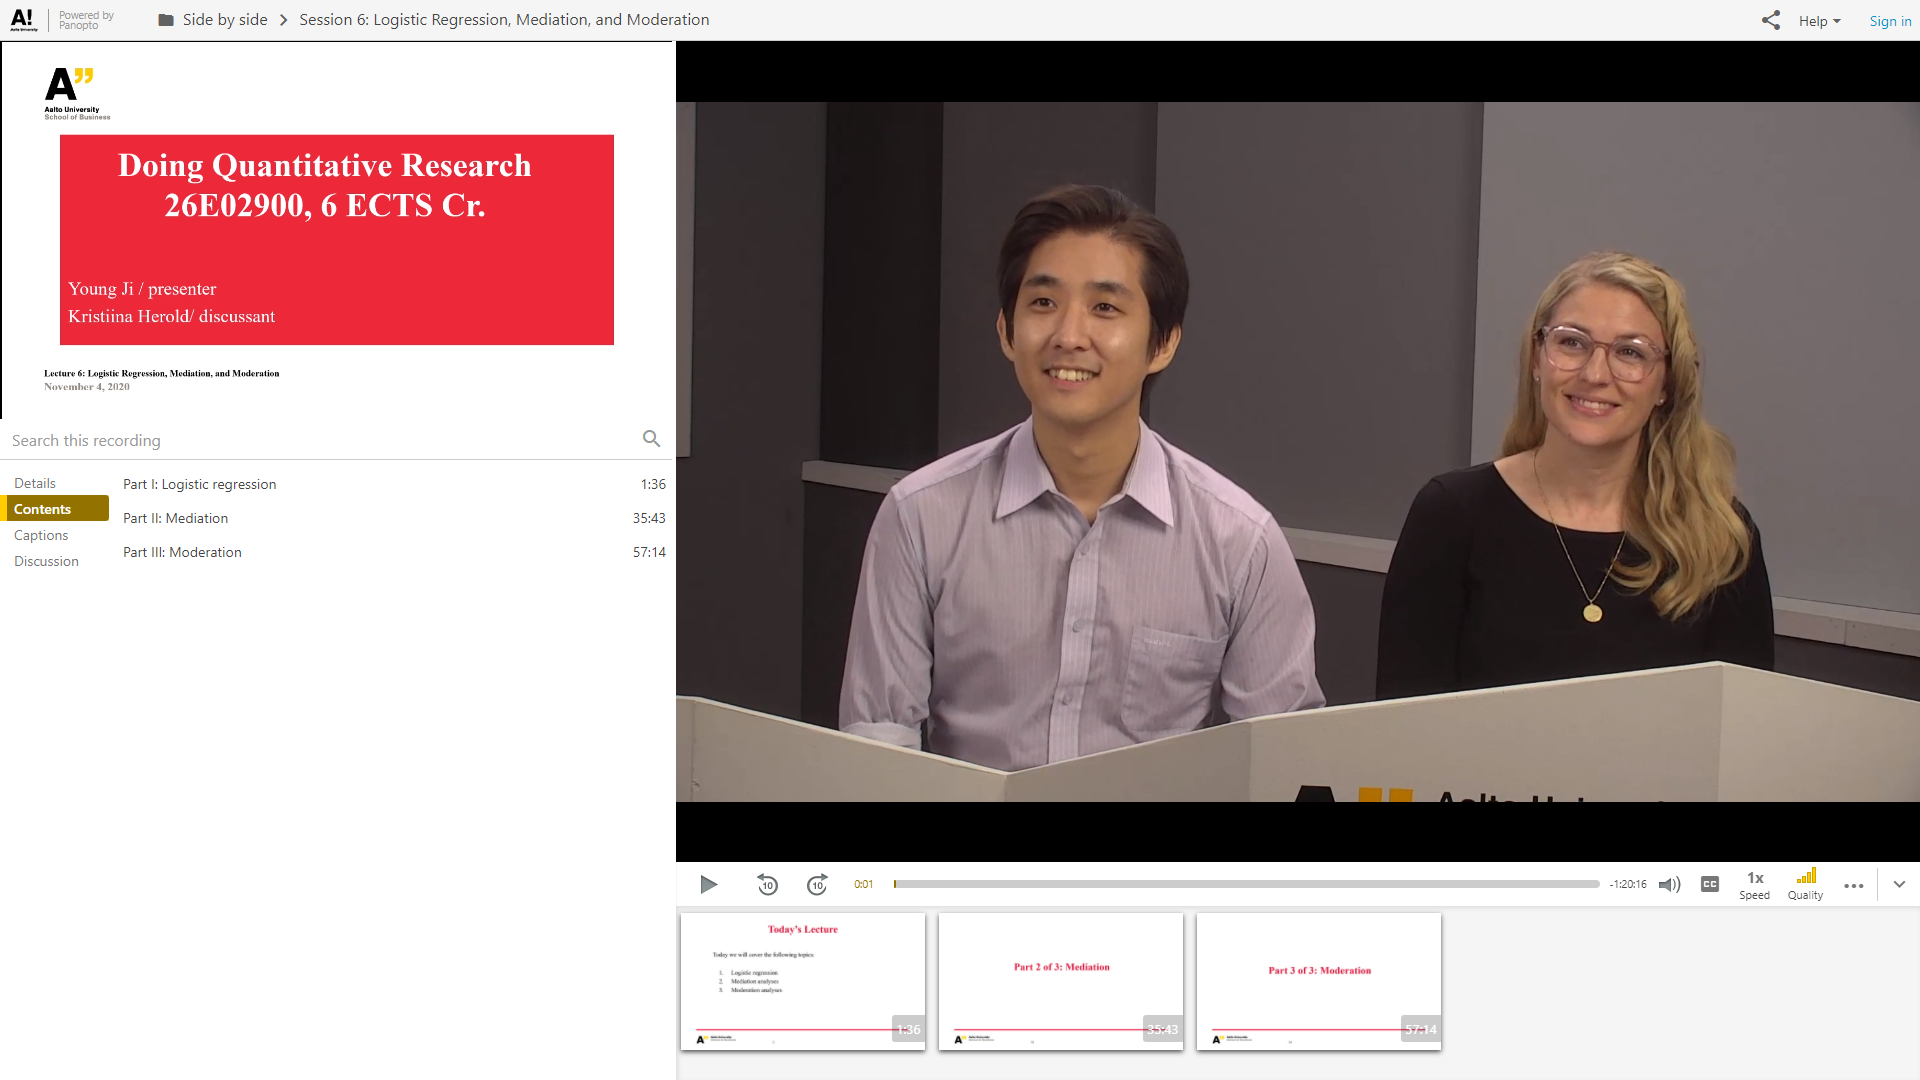 A!
Aalto University
Powered by
Panopto
Side by side
Session 6: Logistic Regression, Mediation, and Moderation
Help
Sign in
A”
Aalto University
School of Business
Doing Quantitative Research
26E02900, 6 ECTS Cr.
Young Ji / presenter
Kristiina Herold/ discussant
Lecture 6: Logistic Regression, Mediation, and Moderation
November 4, 2020
Search this recording
Details
Contents
Captions
Discussion
Part I: Logistic regression 1:36
Part II: Mediation 35:43
Part III: Moderation 57:14
10
10
0:01
-1:20:16
CC
1x
Speed
Quality
Today's Lecture
Today we will cover the following topics:
1. Logistic regression
2. Mediation analyses
3. Moderation analyses
1:36
Part 2 of 3: Mediation
35:43
Part 3 of 3: Moderation
57:14